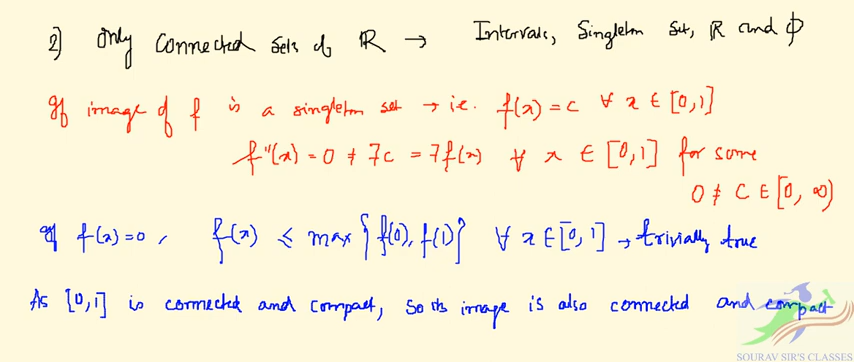 2) Only Connected sets of ℝ → Intervals, Singleton set, ℝ and ϕ
If image of f is a singleton set → i.e. f(x) = c ∀ x ∈ [0,1]
f''(x) = 0 ≠ 7c = 7f(x) ∀ x ∈ [0,1] for some
0 ≠ c ∈ [0, ∞)
If f(x) = 0, f(x) ≤ max {f(0), f(1)} ∀ x ∈ [0,1] → trivially true
As [0,1] is connected and compact, so its image is also connected and compact
SOURAV SIR'S CLASSES